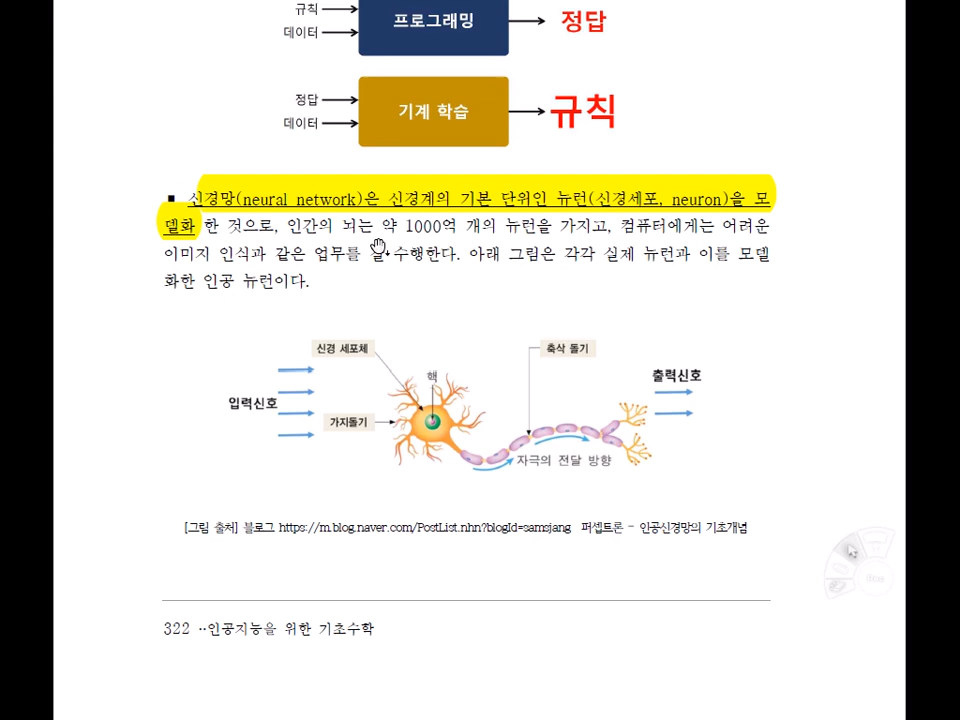 규칙
데이터
프로그래밍
정답
정답
데이터
기계 학습
규칙
■ 신경망(neural network)은 신경계의 기본 단위인 뉴런(신경세포, neuron)을 모
델화 한 것으로, 인간의 뇌는 약 1000억 개의 뉴런을 가지고, 컴퓨터에게는 어려운
이미지 인식과 같은 업무를 수행한다. 아래 그림은 각각 실제 뉴런과 이를 모델
화한 인공 뉴런이다.
신경 세포체
축삭 돌기
핵
출력신호
입력신호
가지돌기
자극의 전달 방향
[그림 출처] 블로그 https://m.blog.naver.com/PostList.nhn?blogId=samsjang 퍼셉트론 - 인공신경망의 기초개념
322 ··인공지능을 위한 기초수학